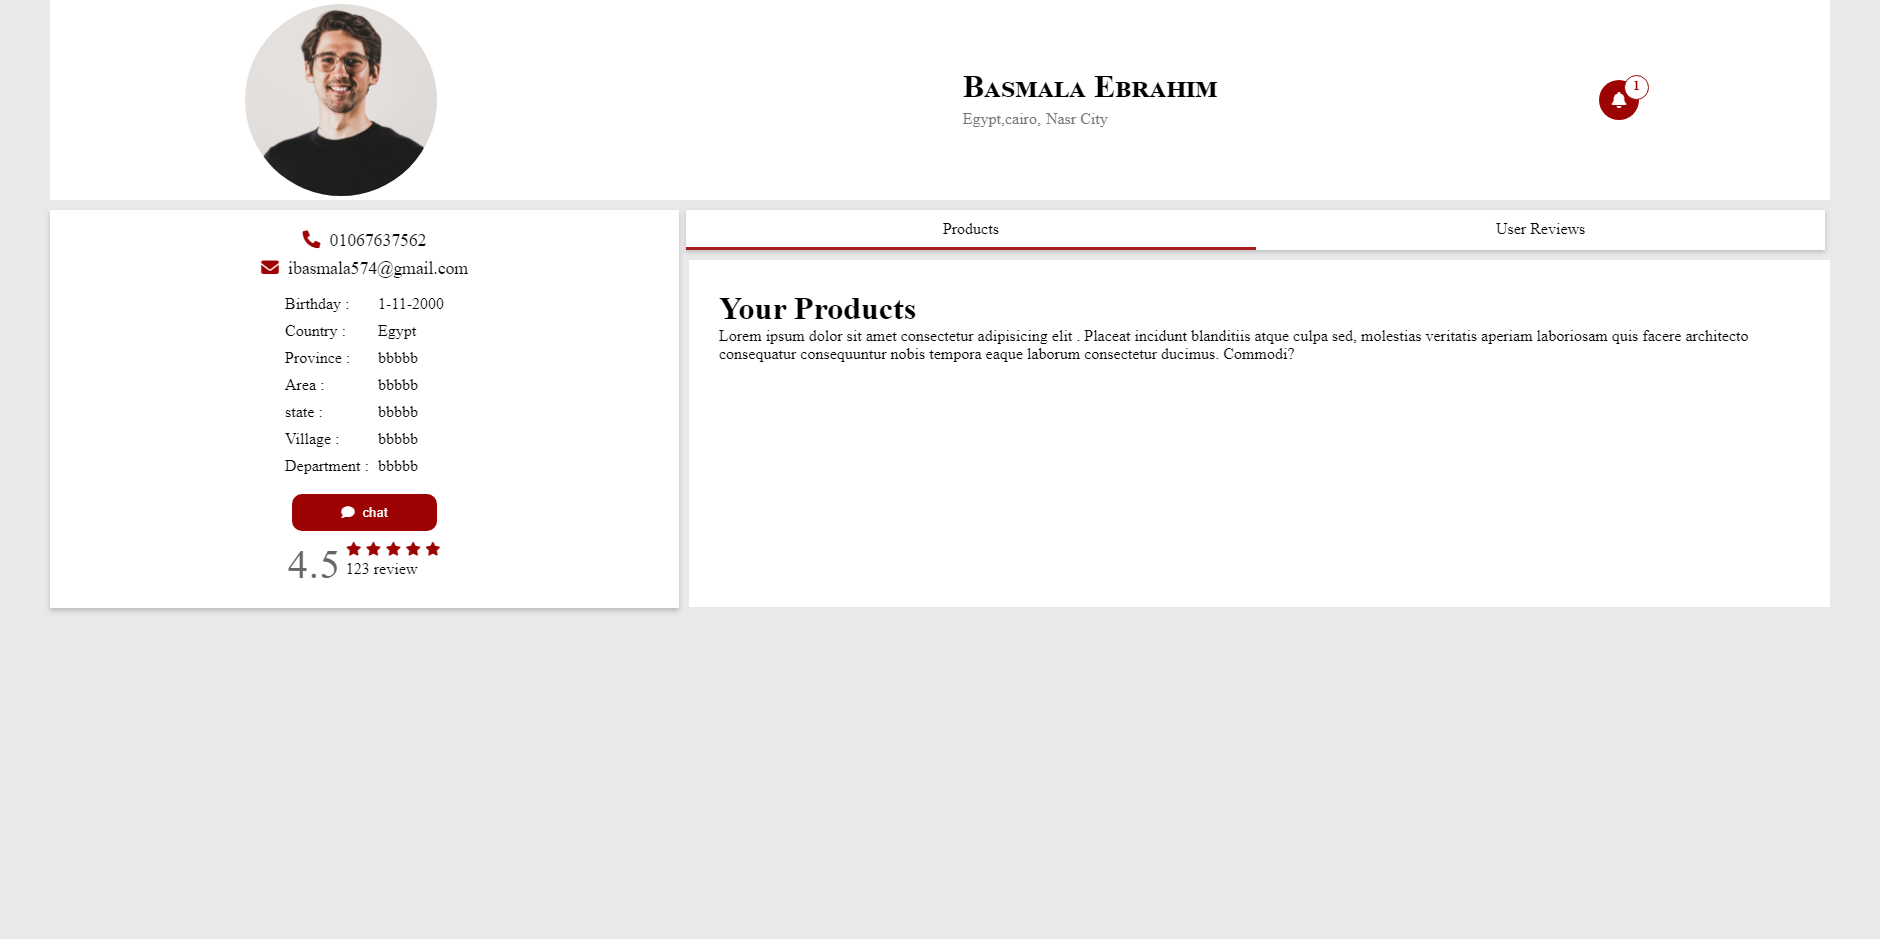 Basmala Ebrahim
Egypt,cairo, Nasr City
1
01067637562
ibasmala574@gmail.com
Birthday : 1-11-2000
Country : Egypt
Province : bbbbb
Area : bbbbb
state : bbbbb
Village : bbbbb
Department : bbbbb
chat
4.5
123 review
Products
User Reviews
Your Products
Lorem ipsum dolor sit amet consectetur adipisicing elit . Placeat incidunt blanditiis atque culpa sed, molestias veritatis aperiam laboriosam quis facere architecto
consequatur consequuntur nobis tempora eaque laborum consectetur ducimus. Commodi?